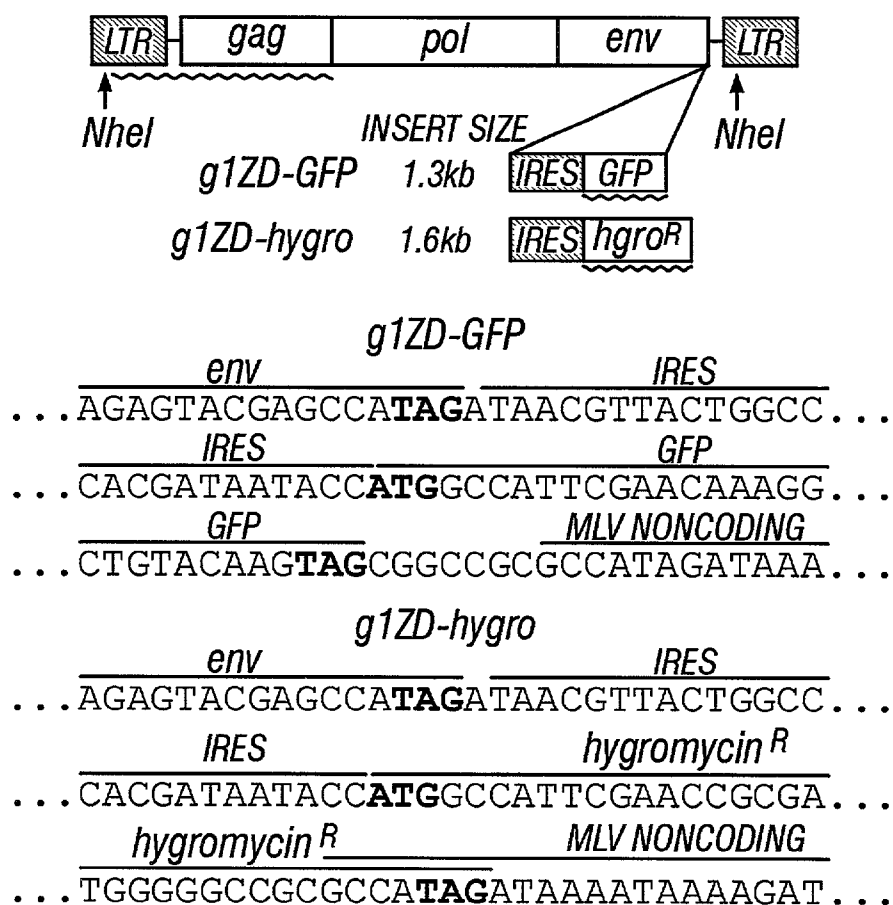 LTR gag pol env LTR
NheI INSERT SIZE NheI
g1ZD-GFP 1.3kb IRES GFP
g1ZD-hygro 1.6kb IRES hgroR
g1ZD-GFP
env IRES
...AGAGTACGAGCCATAGATAACGTTACTGGCC...
IRES GFP
...CACGATAATACCATGGCCATTCGAACAAAGG...
GFP MLV NONCODING
...CTGTACAAGTAGCGGCCGCGCCATAGATAAA...
g1ZD-hygro
env IRES
...AGAGTACGAGCCATAGATAACGTTACTGGCC...
IRES hygromycin R
...CACGATAATACCATGGCCATTCGAACCGCGA...
hygromycin R MLV NONCODING
...TGGGGGCCGCGCCATAGATAAAATAAAAGAT...